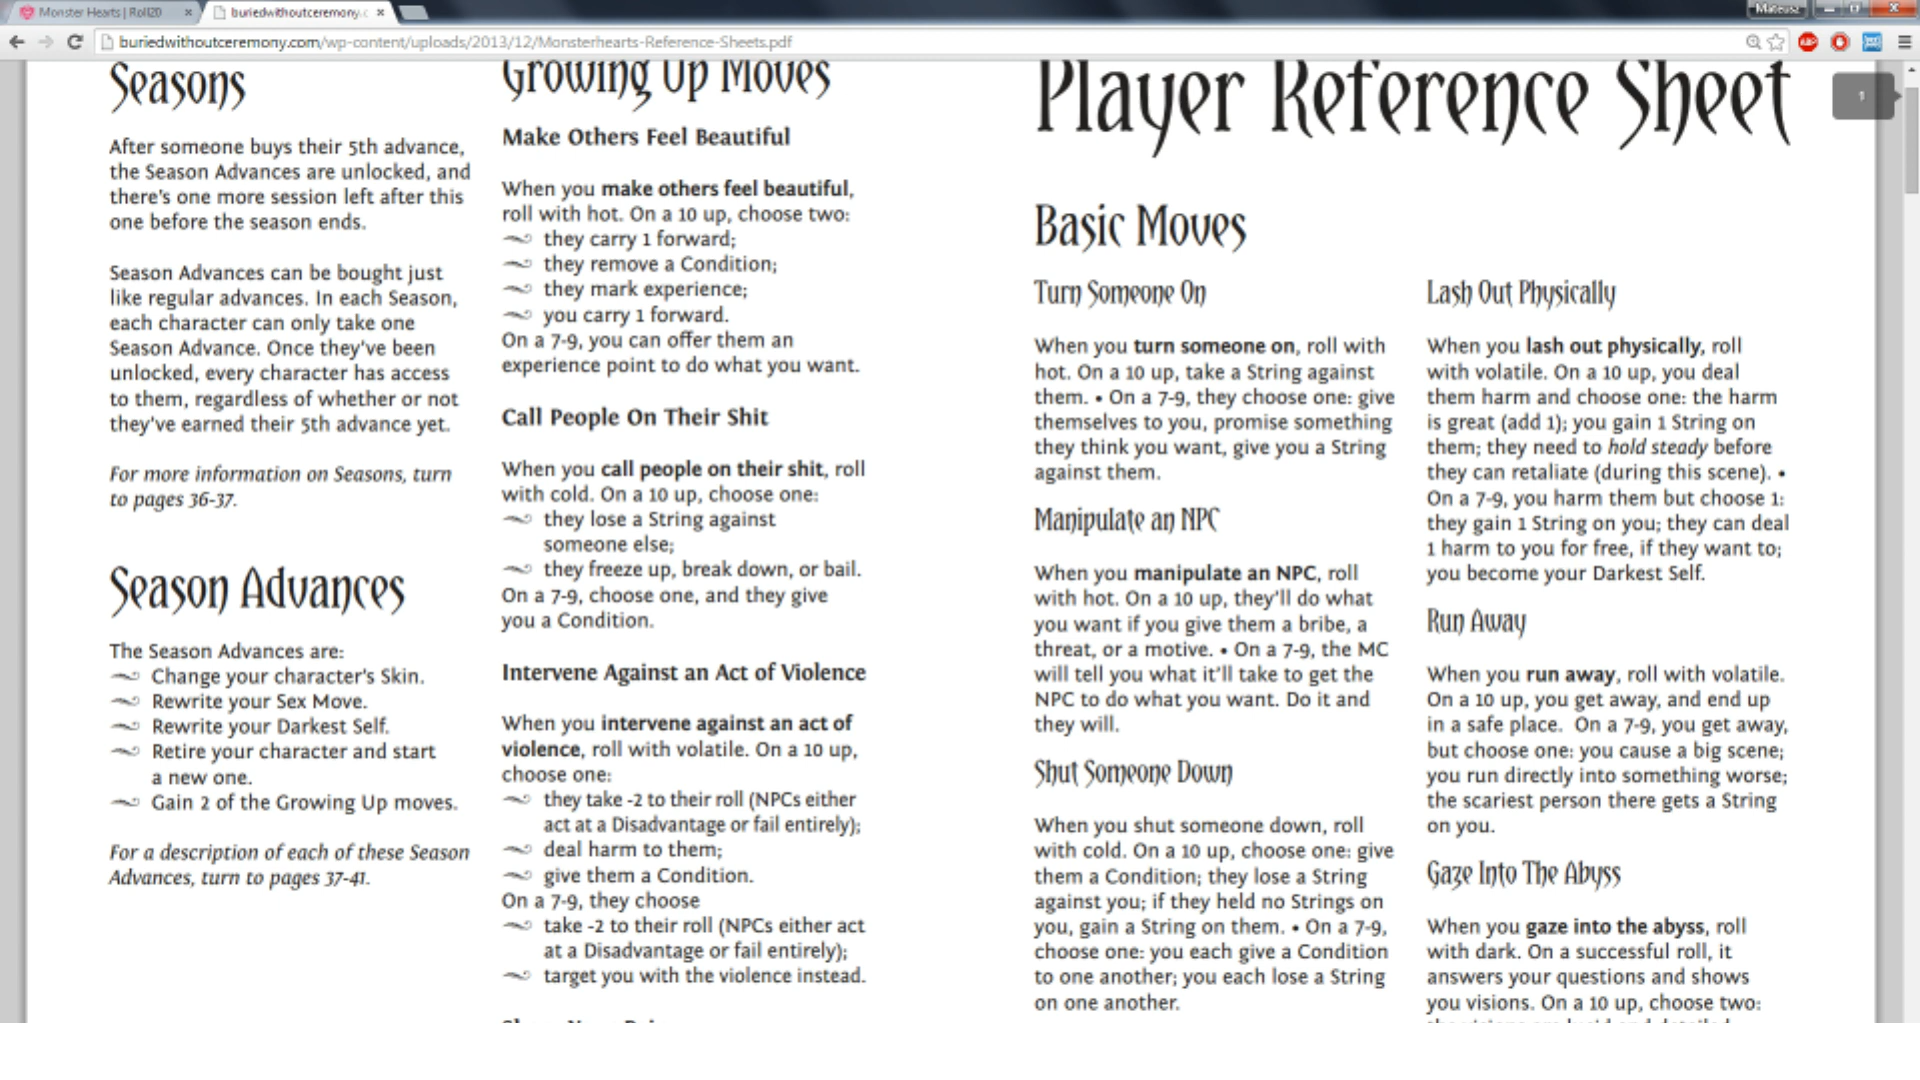 Monster Hearts | Roll20
buriedwithoutceremony.c
Mateusz
buriedwithoutceremony.com/wp-content/uploads/2013/12/Monsterhearts-Reference-Sheets.pdf
ABP
1
Seasons
After someone buys their 5th advance,
the Season Advances are unlocked, and
there's one more session left after this
one before the season ends.
Season Advances can be bought just
like regular advances. In each Season,
each character can only take one
Season Advance. Once they've been
unlocked, every character has access
to them, regardless of whether or not
they've earned their 5th advance yet.
For more information on Seasons, turn
to pages 36-37.
Season Advances
The Season Advances are:
Change your character's Skin.
Rewrite your Sex Move.
Rewrite your Darkest Self.
Retire your character and start
a new one.
Gain 2 of the Growing Up moves.
For a description of each of these Season
Advances, turn to pages 37-41.
Growing Up Moves
Make Others Feel Beautiful
When you make others feel beautiful,
roll with hot. On a 10 up, choose two:
they carry 1 forward;
they remove a Condition;
they mark experience;
you carry 1 forward.
On a 7-9, you can offer them an
experience point to do what you want.
Call People On Their Shit
When you call people on their shit, roll
with cold. On a 10 up, choose one:
they lose a String against
someone else;
they freeze up, break down, or bail.
On a 7-9, choose one, and they give
you a Condition.
Intervene Against an Act of Violence
When you intervene against an act of
violence, roll with volatile. On a 10 up,
choose one:
they take -2 to their roll (NPCs either
act at a Disadvantage or fail entirely);
deal harm to them;
give them a Condition.
On a 7-9, they choose
take -2 to their roll (NPCs either act
at a Disadvantage or fail entirely);
target you with the violence instead.
Player Reference Sheet
Basic Moves
Turn Someone On
When you turn someone on, roll with
hot. On a 10 up, take a String against
them. • On a 7-9, they choose one: give
themselves to you, promise something
they think you want, give you a String
against them.
Manipulate an NPC
When you manipulate an NPC, roll
with hot. On a 10 up, they'll do what
you want if you give them a bribe, a
threat, or a motive. • On a 7-9, the MC
will tell you what it'll take to get the
NPC to do what you want. Do it and
they will.
Shut Someone Down
When you shut someone down, roll
with cold. On a 10 up, choose one: give
them a Condition; they lose a String
against you; if they held no Strings on
you, gain a String on them. • On a 7-9,
choose one: you each give a Condition
to one another; you each lose a String
on one another.
Lash Out Physically
When you lash out physically, roll
with volatile. On a 10 up, you deal
them harm and choose one: the harm
is great (add 1); you gain 1 String on
them; they need to hold steady before
they can retaliate (during this scene). •
On a 7-9, you harm them but choose 1:
they gain 1 String on you; they can deal
1 harm to you for free, if they want to;
you become your Darkest Self.
Run Away
When you run away, roll with volatile.
On a 10 up, you get away, and end up
in a safe place. On a 7-9, you get away,
but choose one: you cause a big scene;
you run directly into something worse;
the scariest person there gets a String
on you.
Gaze Into The Abyss
When you gaze into the abyss, roll
with dark. On a successful roll, it
answers your questions and shows
you visions. On a 10 up, choose two: